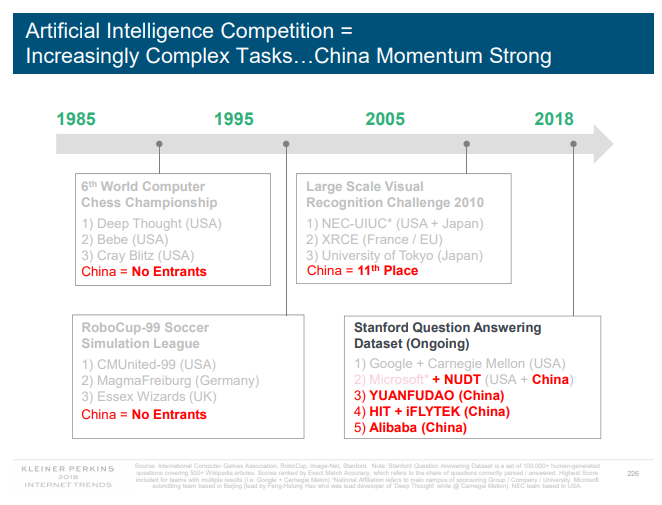 Artificial Intelligence Competition =
Increasingly Complex Tasks…China Momentum Strong
1985 1995 2005 2018
6th World Computer
Chess Championship
1) Deep Thought (USA)
2) Bebe (USA)
3) Cray Blitz (USA)
China = No Entrants
Large Scale Visual
Recognition Challenge 2010
1) NEC-UIUC* (USA + Japan)
2) XRCE (France / EU)
3) University of Tokyo (Japan)
China = 11th Place
RoboCup-99 Soccer
Simulation League
1) CMUnited-99 (USA)
2) MagmaFreiburg (Germany)
3) Essex Wizards (UK)
China = No Entrants
Stanford Question Answering
Dataset (Ongoing)
1) Google + Carnegie Mellon (USA)
2) Microsoft* + NUDT (USA + China)
3) YUANFUDAO (China)
4) HIT + iFLYTEK (China)
5) Alibaba (China)
KLEINER PERKINS
2018
INTERNET TRENDS
Source: International Computer Games Association, RoboCup, Image-Net, Stanford. Note: Stanford Question Answering Dataset is a set of 100,000+ human-generated
questions covering 500+ Wikipedia articles. Scores ranked by Exact Match Accuracy, which refers to the share of questions correctly parsed / answered. Highest Score
included for teams with multiple results (i.e. Google + Carnegie Mellon) *National Affiliation refers to main campus of sponsoring Group / Company / University. Microsoft
submitting team based in Beijing (lead by Feng-Hsiung Hsu who was lead developer of "Deep Thought" while @ Carnegie Mellon). NEC team based in USA.
226